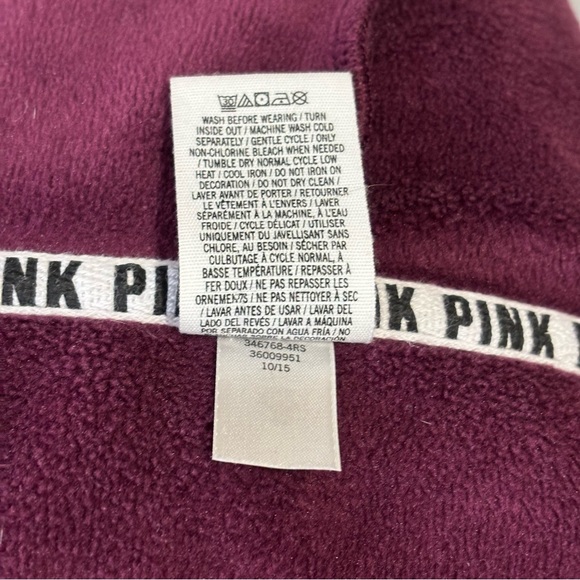 WASH BEFORE WEARING / TURN
INSIDE OUT / MACHINE WASH COLD
SEPARATELY / GENTLE CYCLE / ONLY
NON-CHLORINE BLEACH WHEN NEEDED
/ TUMBLE DRY NORMAL CYCLE LOW
HEAT / COOL IRON / DO NOT IRON ON
DECORATION / DO NOT DRY CLEAN /
LAVER AVANT DE PORTER / RETOURNER
LE VÊTEMENT À L'ENVERS / LAVER
SÉPARÉMENT À LA MACHINE, À L'EAU
FROIDE / CYCLE DÉLICAT / UTILISER
UNIQUEMENT DU JAVELLISANT SANS
CHLORE, AU BESOIN / SÉCHER PAR
CULBUTAGE À CYCLE NORMAL, À
BASSE TEMPÉRATURE / REPASSER À
FER DOUX / NE PAS REPASSER LES
ORNEMENTS / NE PAS NETTOYER À SEC
/ LAVAR ANTES DE USAR / LAVAR DEL
LADO DEL REVÉS / LAVAR A MÁQUINA
POR SEPARADO CON AGUA FRÍA / NO
SOBRE LA DECORACIÓN
INK PI K PINK
346768-4RS
36009951
10/15